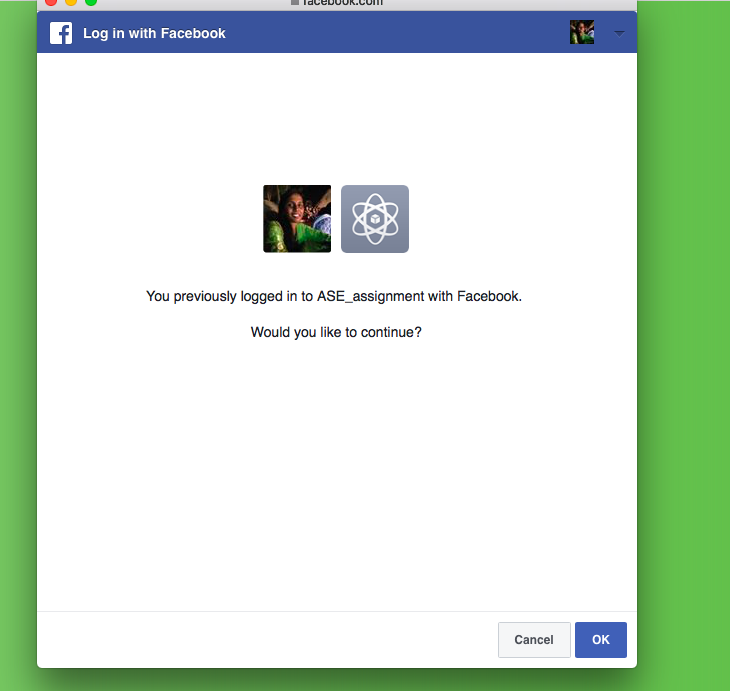 facebook.com
Log in with Facebook
You previously logged in to ASE_assignment with Facebook.
Would you like to continue?
Cancel
OK